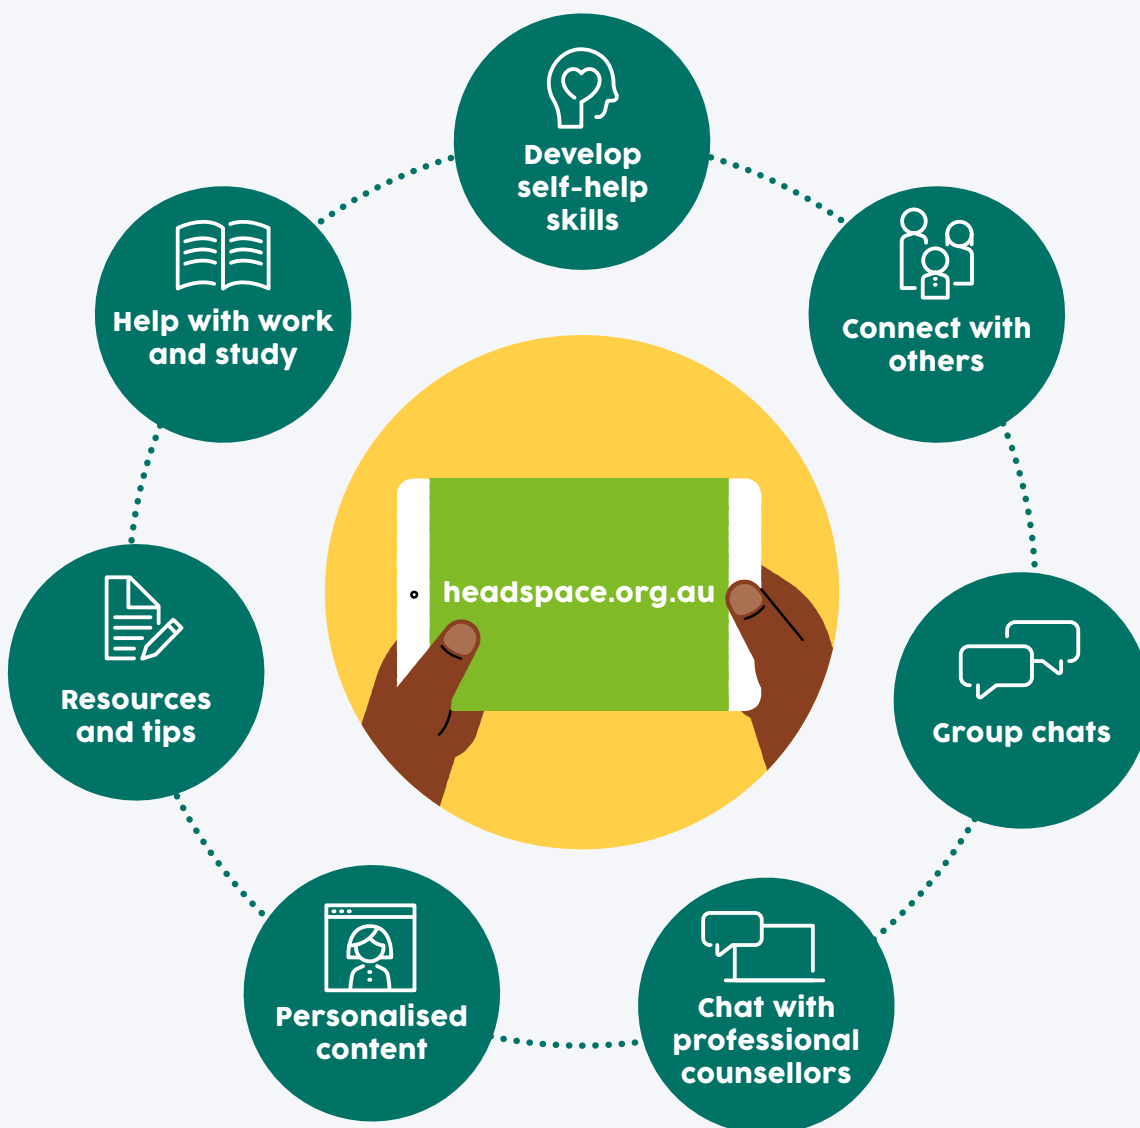 Develop
self-help
skills
Connect with
others
Group chats
Chat with
professional
counsellors
Personalised
content
Resources
and tips
Help with work
and study
headspace.org.au